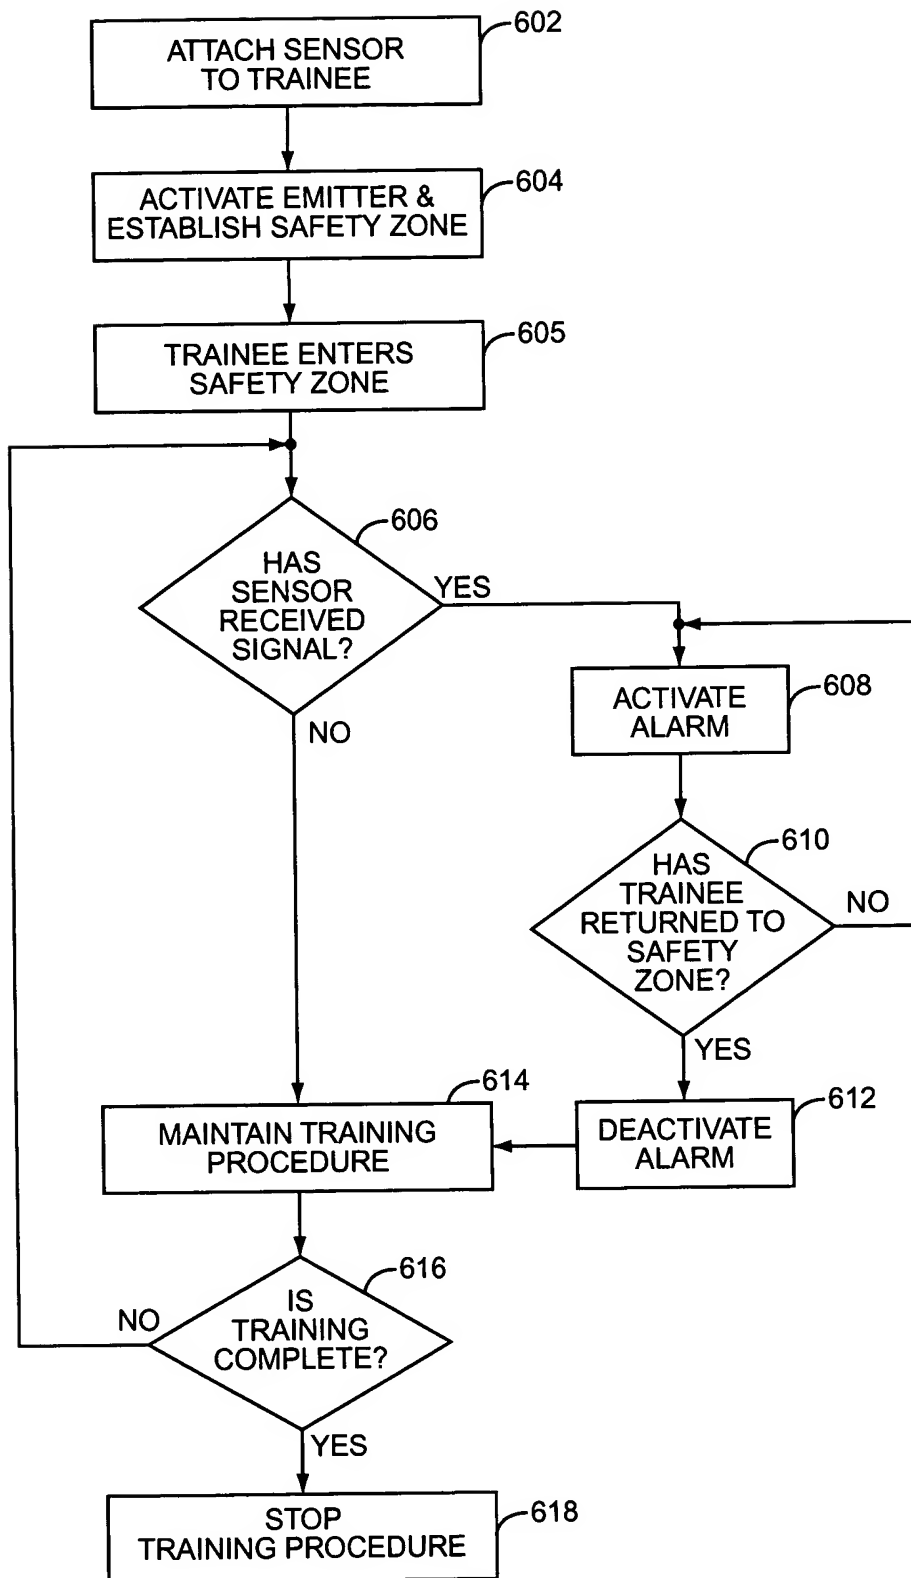 602
ATTACH SENSOR
TO TRAINEE
604
ACTIVATE EMITTER &
ESTABLISH SAFETY ZONE
605
TRAINEE ENTERS
SAFETY ZONE
606
HAS
SENSOR
RECEIVED
SIGNAL?
YES
NO
608
ACTIVATE
ALARM
610
HAS
TRAINEE
RETURNED TO
SAFETY
ZONE?
NO
YES
612
DEACTIVATE
ALARM
614
MAINTAIN TRAINING
PROCEDURE
616
IS
TRAINING
COMPLETE?
NO
YES
618
STOP
TRAINING PROCEDURE